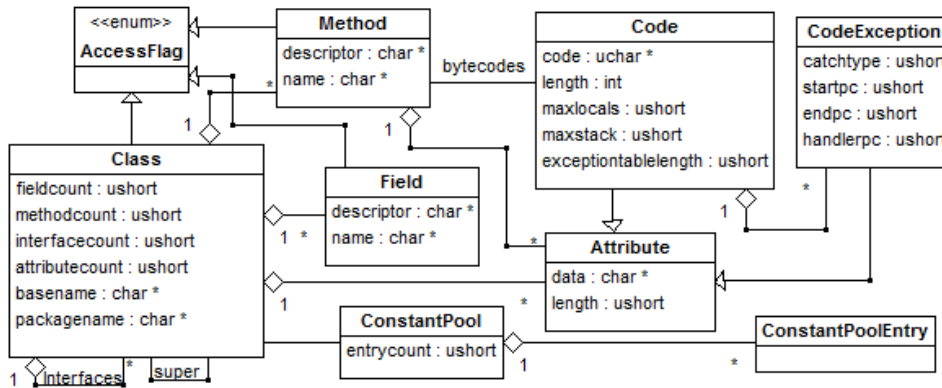 <<enum>>
AccessFlag
Method
descriptor : char *
name : char *
bytecodes
Code
code : uchar *
length : int
maxlocals : ushort
maxstack : ushort
exceptiontablelength : ushort
CodeException
catchtype : ushort
startpc : ushort
endpc : ushort
handlerpc : ushort
*
1
1
1
*
Class
fieldcount : ushort
methodcount : ushort
interfacecount : ushort
attributecount : ushort
basename : char *
packagename : char *
Field
descriptor : char *
name : char *
1
*
*
1
*
Attribute
data : char *
length : ushort
ConstantPool
entrycount : ushort
1
*
ConstantPoolEntry
1
Interfaces
*
super